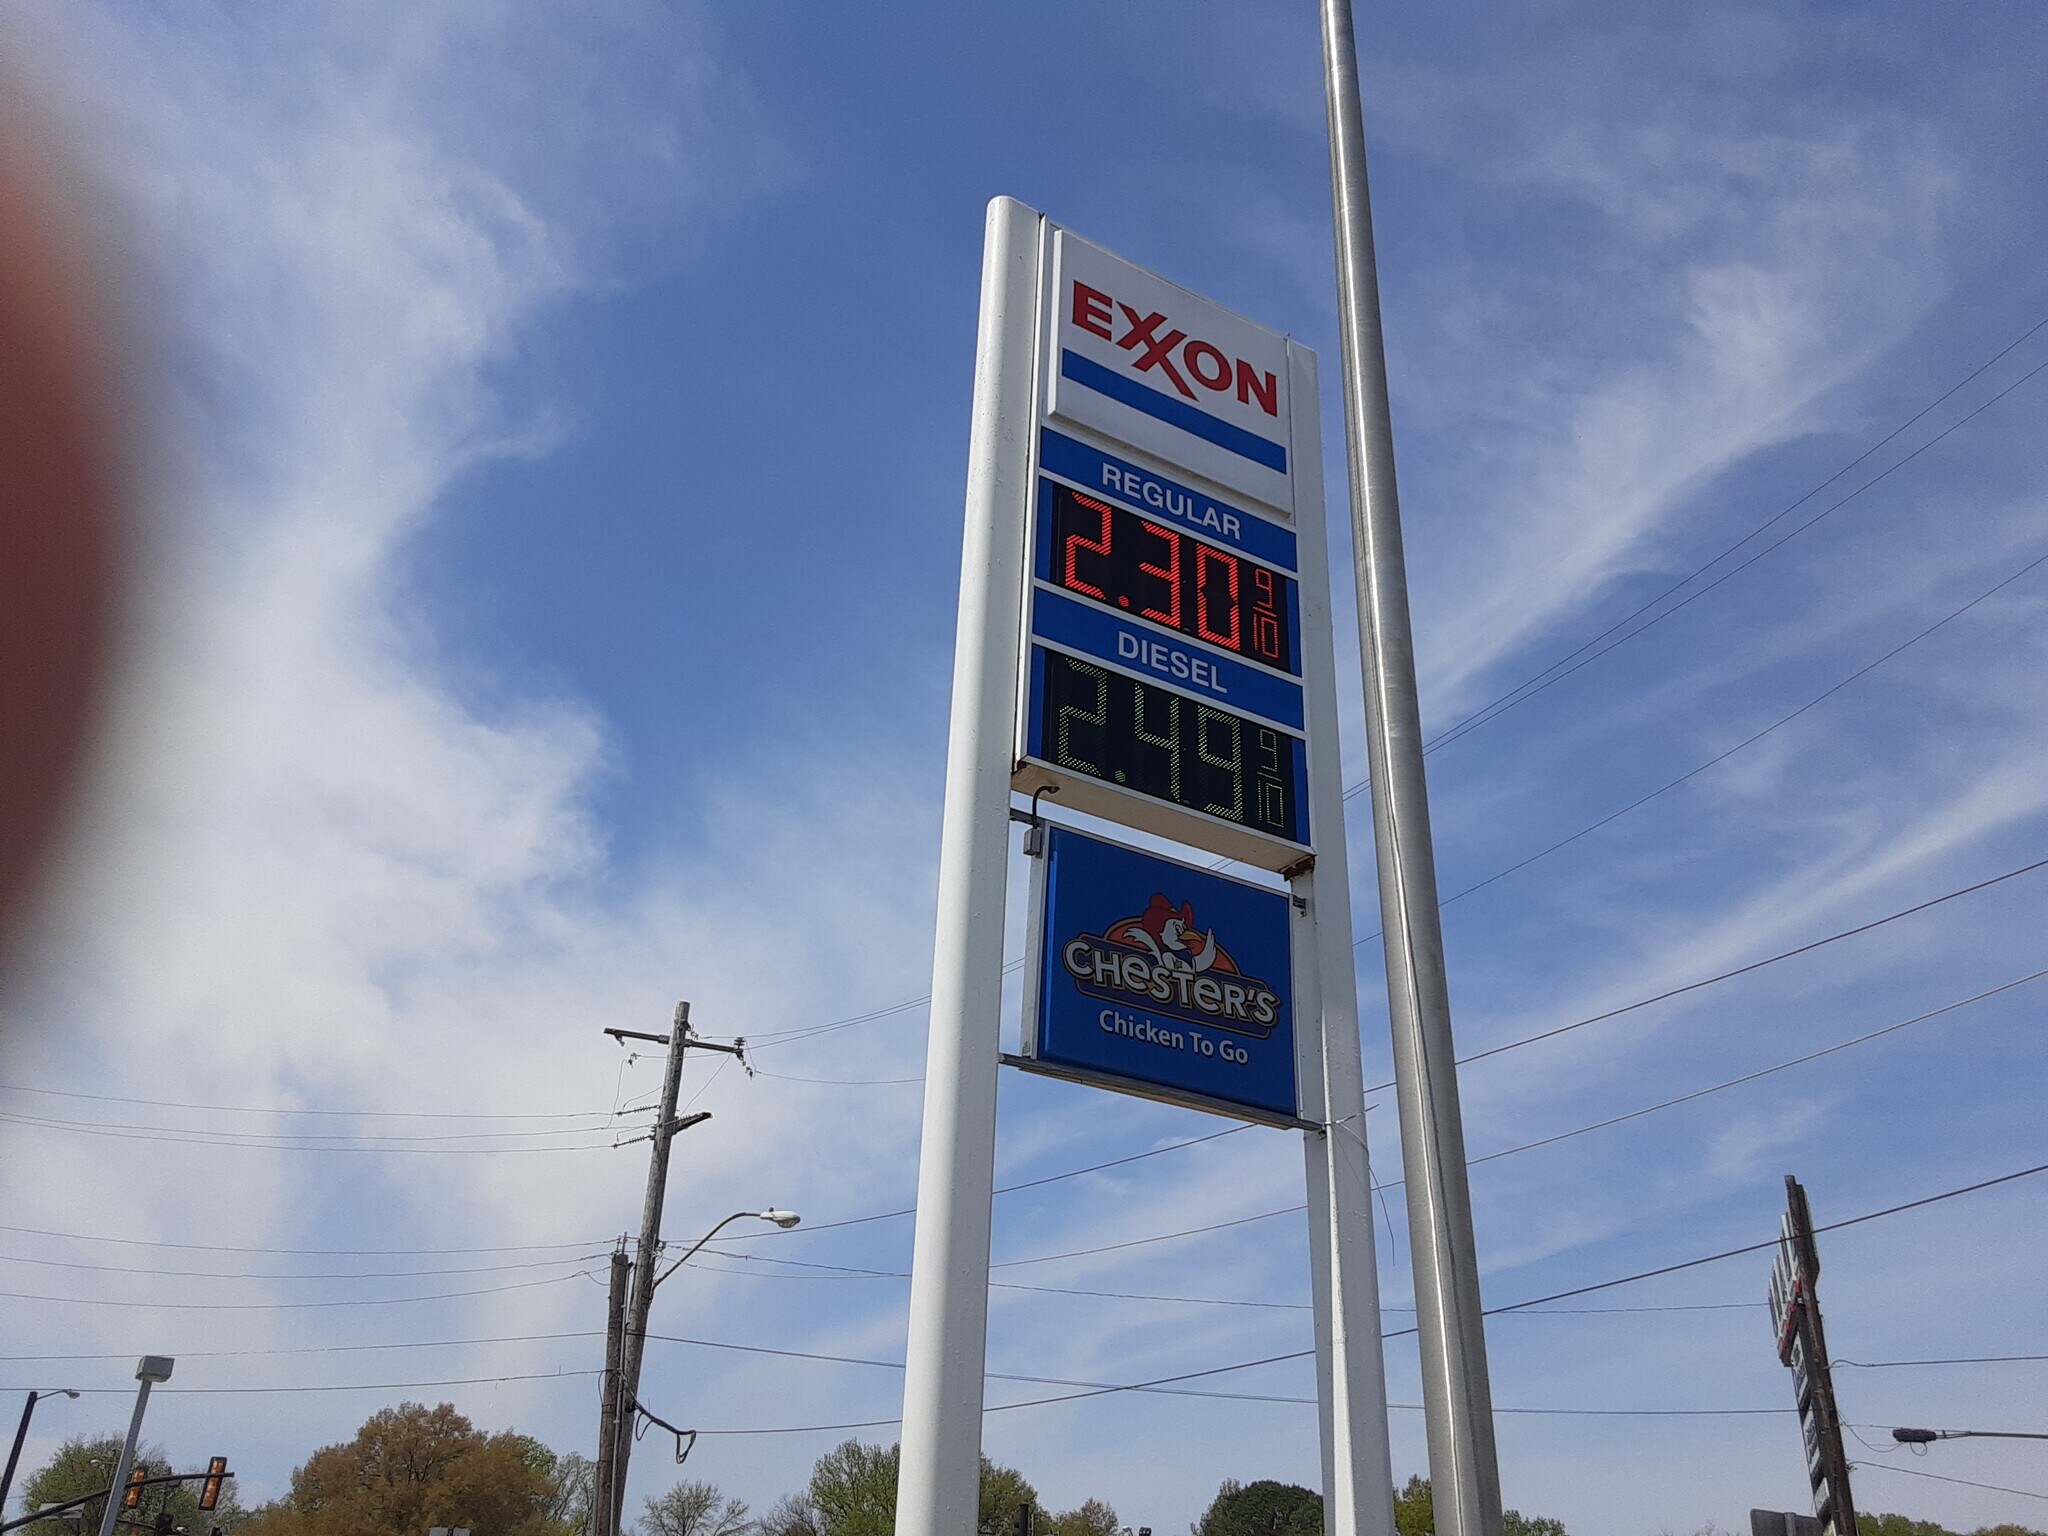 EXXON
REGULAR
2.30 9/10
DIESEL
2.49 9/10
CHESTER'S
Chicken To Go